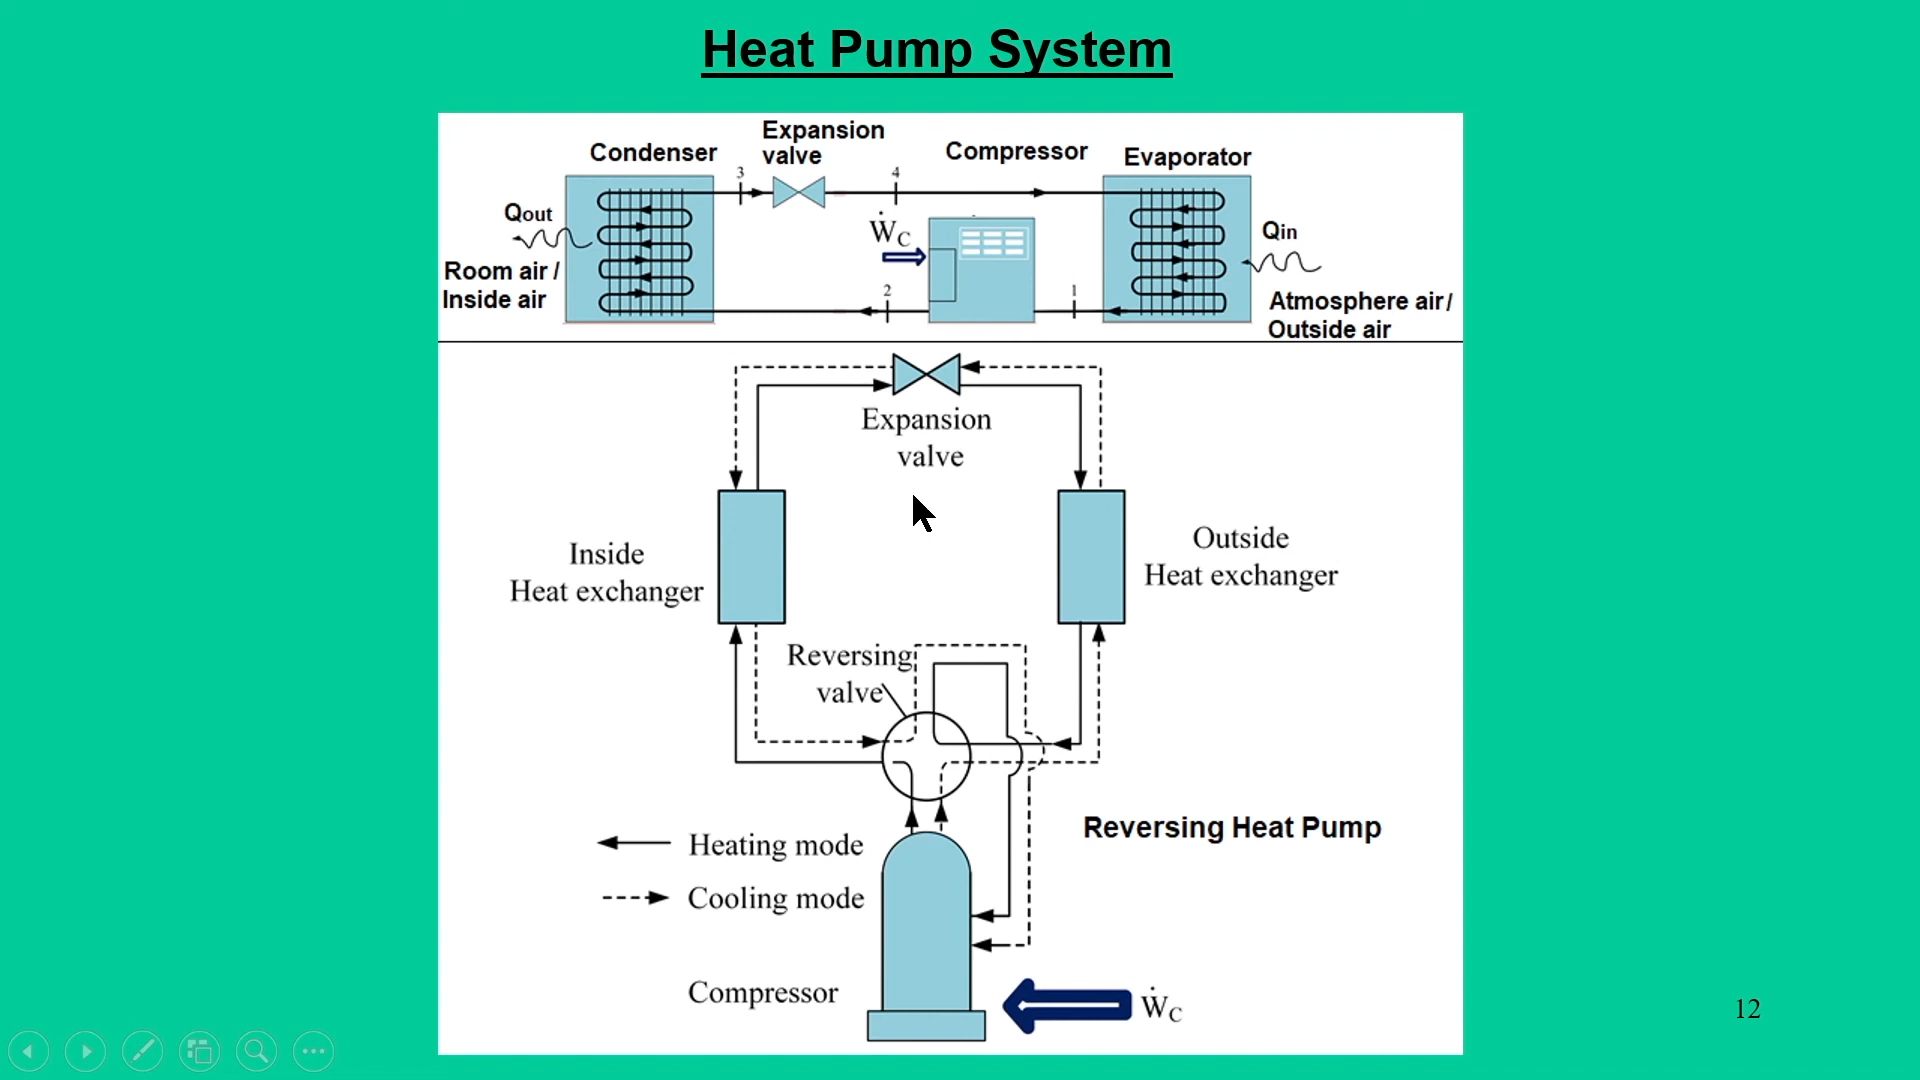 Heat Pump System
Expansion
valve
Condenser
Compressor
Evaporator
3
4
Qout
ẆC
Qin
Room air /
Inside air
2
1
Atmosphere air/
Outside air
Expansion
valve
Inside
Heat exchanger
Outside
Heat exchanger
Reversing
valve
Reversing Heat Pump
Heating mode
Cooling mode
Compressor
ẆC
12